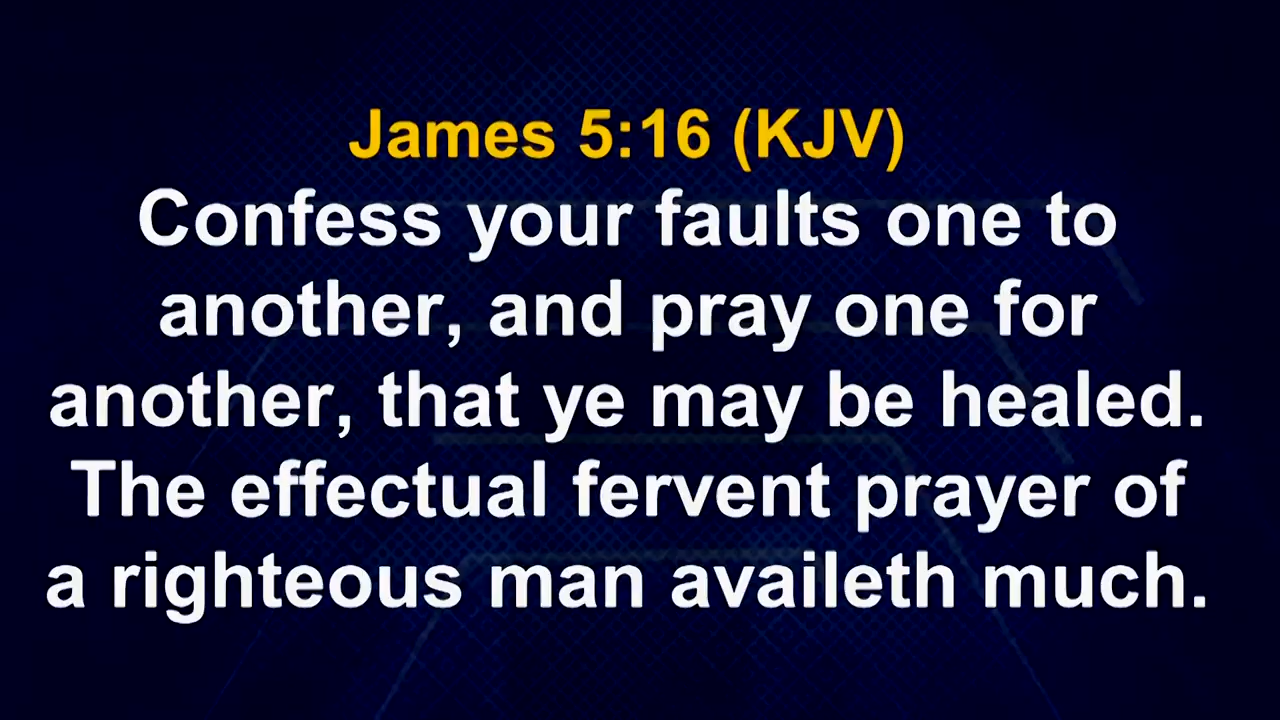 James 5:16 (KJV)
Confess your faults one to
another, and pray one for
another, that ye may be healed.
The effectual fervent prayer of
a righteous man availeth much.